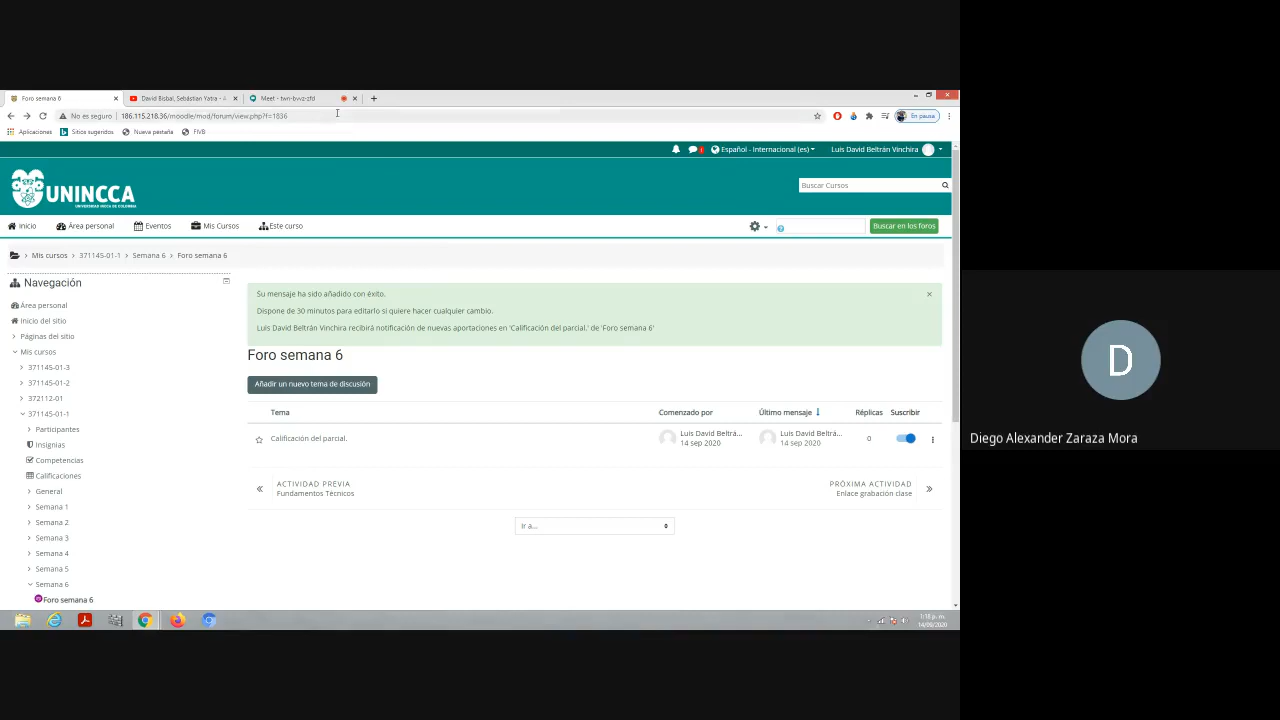 Foro semana 6
David Bisbal, Sebastián Yatra - A
Meet - twn-bvvz-zfd
No es seguro
186.115.218.36/moodle/mod/forum/view.php?f=1836
En pausa
Aplicaciones
Sitios sugeridos
Nueva pestaña
FIVB
Español - Internacional (es)
Luis David Beltrán Vinchira
UNINCCA
UNIVERSIDAD INCCA DE COLOMBIA
Buscar Cursos
Inicio
Área personal
Eventos
Mis Cursos
Este curso
Buscar en los foros
Mis cursos > 371145-01-1 > Semana 6 > Foro semana 6
Navegación
Área personal
Inicio del sitio
Páginas del sitio
Mis cursos
371145-01-3
371145-01-2
372112-01
371145-01-1
Participantes
Insignias
Competencias
Calificaciones
General
Semana 1
Semana 2
Semana 3
Semana 4
Semana 5
Semana 6
Foro semana 6
Su mensaje ha sido añadido con éxito.
Dispone de 30 minutos para editarlo si quiere hacer cualquier cambio.
Luis David Beltrán Vinchira recibirá notificación de nuevas aportaciones en 'Calificación del parcial.' de 'Foro semana 6'
Foro semana 6
Añadir un nuevo tema de discusión
Tema Comenzado por Último mensaje Réplicas Suscribir
Calificación del parcial. Luis David Beltrá... Luis David Beltrá... 0
14 sep 2020 14 sep 2020
ACTIVIDAD PREVIA
Fundamentos Técnicos
PRÓXIMA ACTIVIDAD
Enlace grabación clase
Ir a...
14/09/2020
D
Diego Alexander Zaraza Mora